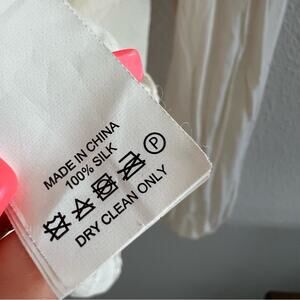 MADE IN CHINA
100% SILK
P
DRY CLEAN ONLY